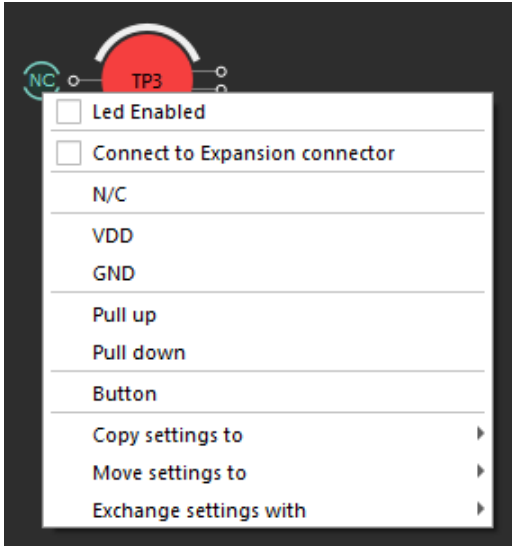 NC
TP3
Led Enabled
Connect to Expansion connector
N/C
VDD
GND
Pull up
Pull down
Button
Copy settings to
Move settings to
Exchange settings with